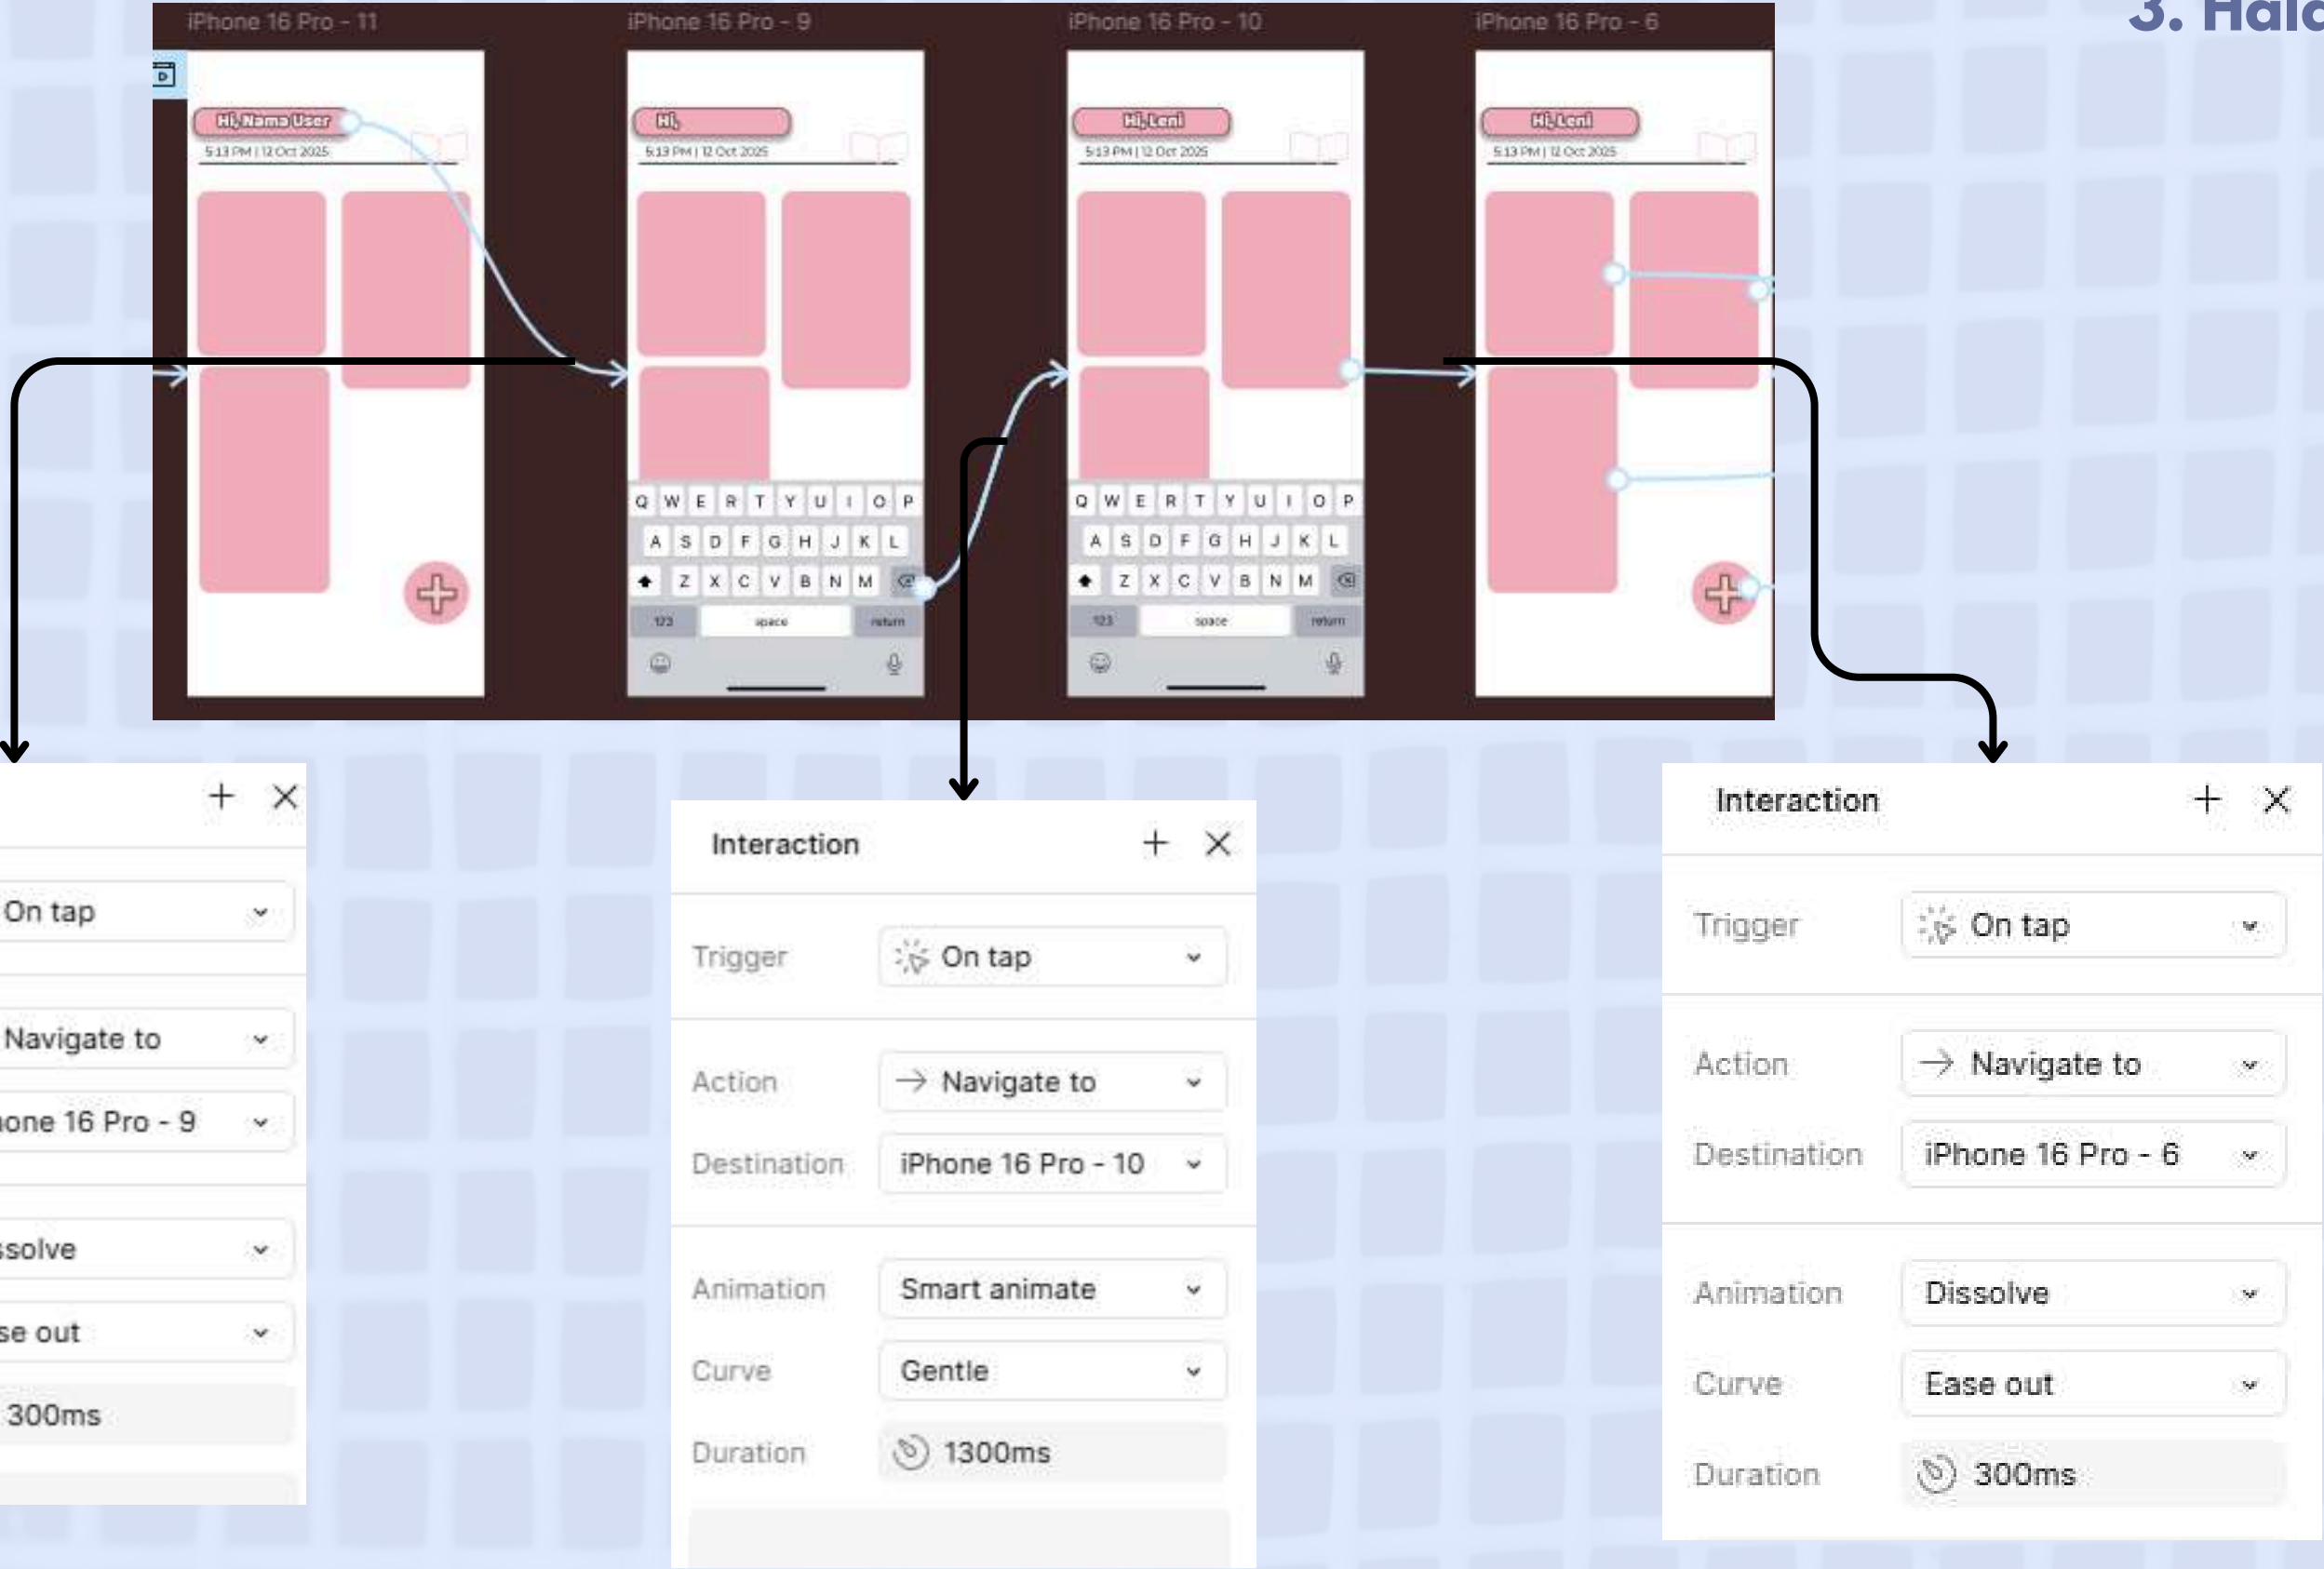 3. Hala
iPhone 16 Pro - 11
iPhone 16 Pro - 9
iPhone 16 Pro - 10
iPhone 16 Pro - 6
Hi, Nama User
5:13 PM | 12 Oct 2025
Hi,
5:13 PM | 12 Oct 2025
Q W E R T Y U I O P
A S D F G H J K L
Z X C V B N M
123 space return
Hi, Leni
5:13 PM | 12 Oct 2025
Q W E R T Y U I O P
A S D F G H J K L
Z X C V B N M
123 space return
Hi, Leni
5:13 PM | 12 Oct 2025
On tap
Navigate to
hone 16 Pro - 9
ssolve
se out
300ms
Interaction
Trigger On tap
Action → Navigate to
Destination iPhone 16 Pro - 10
Animation Smart animate
Curve Gentle
Duration 1300ms
Interaction
Trigger On tap
Action → Navigate to
Destination iPhone 16 Pro - 6
Animation Dissolve
Curve Ease out
Duration 300ms